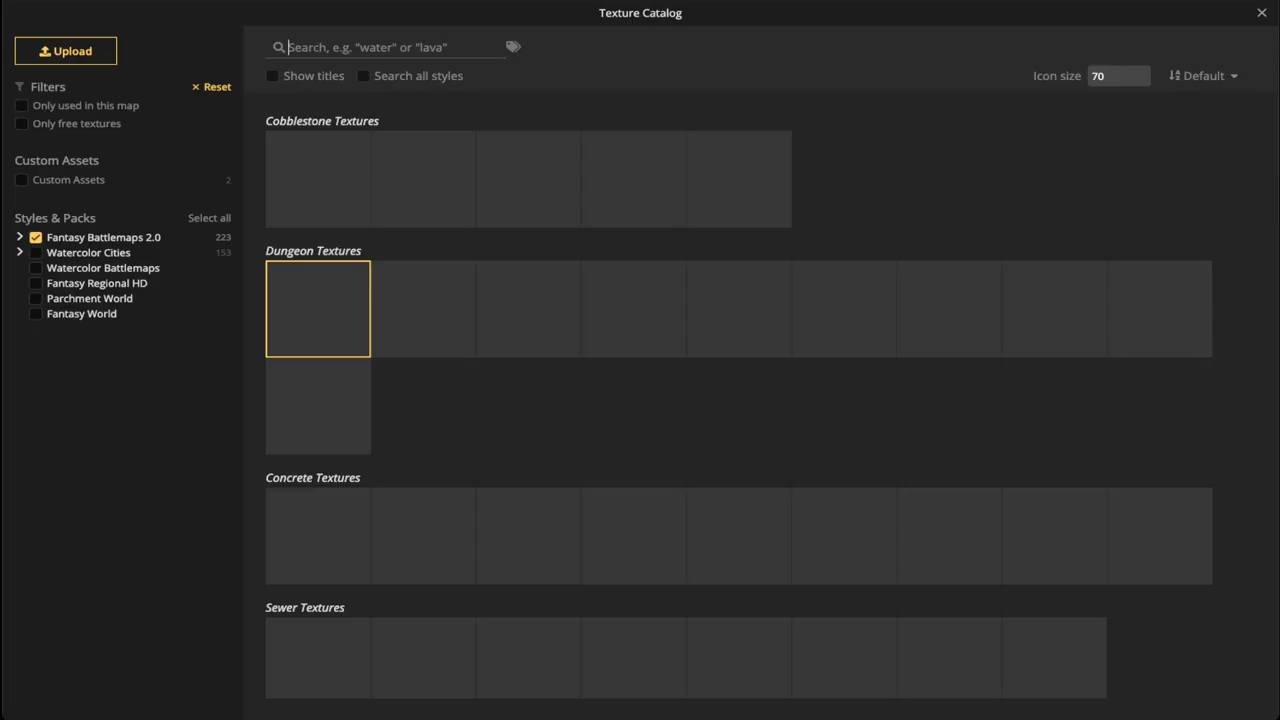 Texture Catalog
Upload
Search, e.g. "water" or "lava"
Filters
Reset
Show titles
Search all styles
Icon size
70
Default
Only used in this map
Only free textures
Custom Assets
Custom Assets
2
Styles & Packs
Select all
Fantasy Battlemaps 2.0
223
Watercolor Cities
153
Watercolor Battlemaps
Fantasy Regional HD
Parchment World
Fantasy World
Cobblestone Textures
Dungeon Textures
Concrete Textures
Sewer Textures